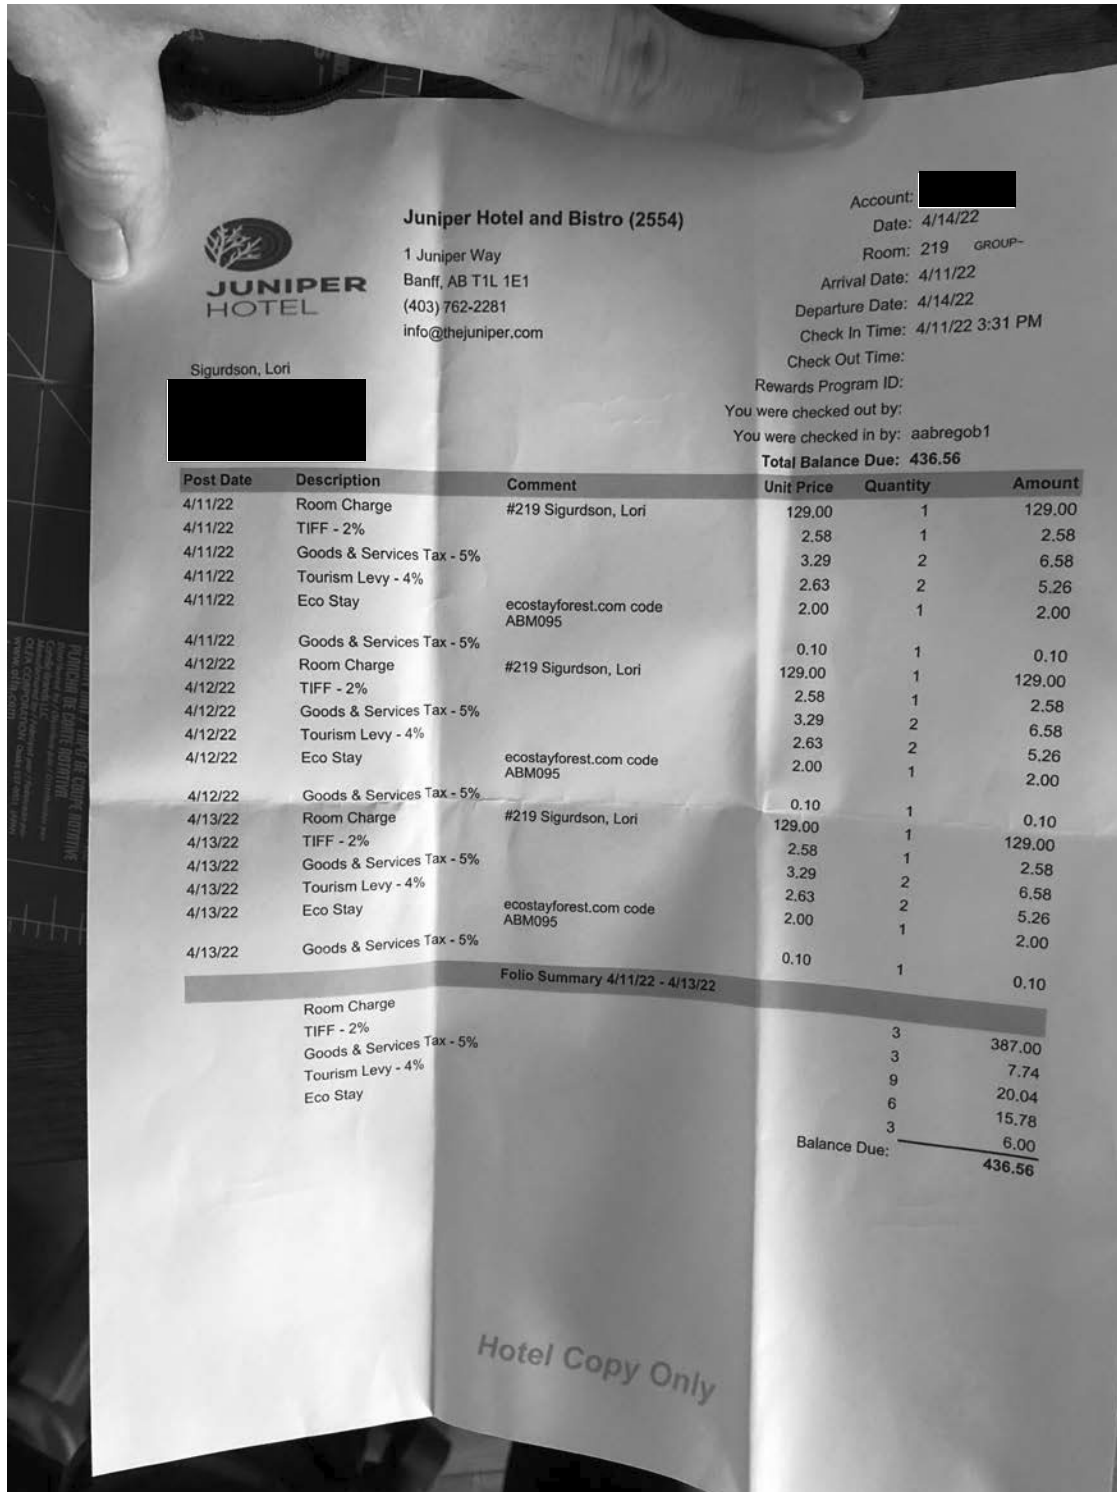 JUNIPER
HOTEL
Juniper Hotel and Bistro (2554)
1 Juniper Way
Banff, AB T1L 1E1
(403) 762-2281
info@thejuniper.com
Account:
Date: 4/14/22
Room: 219 GROUP~
Arrival Date: 4/11/22
Departure Date: 4/14/22
Check In Time: 4/11/22 3:31 PM
Check Out Time:
Rewards Program ID:
You were checked out by:
You were checked in by: aabregob1
Total Balance Due: 436.56
Sigurdson, Lori
Post Date Description Comment Unit Price Quantity Amount
4/11/22 Room Charge #219 Sigurdson, Lori 129.00 1 129.00
4/11/22 TIFF - 2% 2.58 1 2.58
4/11/22 Goods & Services Tax - 5% 3.29 2 6.58
4/11/22 Tourism Levy - 4% 2.63 2 5.26
4/11/22 Eco Stay ecostayforest.com code 2.00 1 2.00
ABM095
4/11/22 Goods & Services Tax - 5% 0.10 1 0.10
4/12/22 Room Charge #219 Sigurdson, Lori 129.00 1 129.00
4/12/22 TIFF - 2% 2.58 1 2.58
4/12/22 Goods & Services Tax - 5% 3.29 2 6.58
4/12/22 Tourism Levy - 4% 2.63 2 5.26
4/12/22 Eco Stay ecostayforest.com code 2.00 1 2.00
ABM095
4/12/22 Goods & Services Tax - 5% 0.10 1 0.10
4/13/22 Room Charge #219 Sigurdson, Lori 129.00 1 129.00
4/13/22 TIFF - 2% 2.58 1 2.58
4/13/22 Goods & Services Tax - 5% 3.29 2 6.58
4/13/22 Tourism Levy - 4% 2.63 2 5.26
4/13/22 Eco Stay ecostayforest.com code 2.00 1 2.00
ABM095
4/13/22 Goods & Services Tax - 5% 0.10 1 0.10
Folio Summary 4/11/22 - 4/13/22
Room Charge 3 387.00
TIFF - 2% 3 7.74
Goods & Services Tax - 5% 9 20.04
Tourism Levy - 4% 6 15.78
Eco Stay 3 6.00
Balance Due: 436.56
Hotel Copy Only